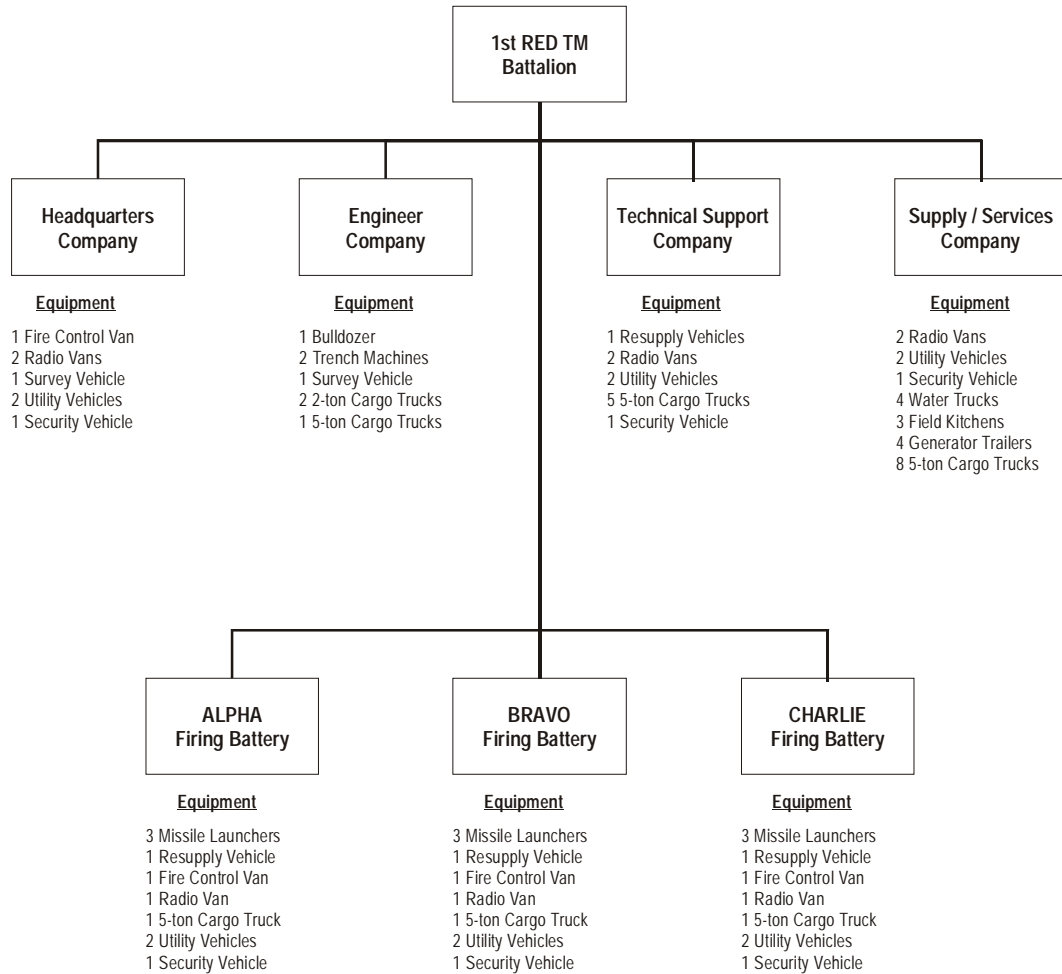 1st RED TM
Battalion
Headquarters
Company
Equipment
1 Fire Control Van
2 Radio Vans
1 Survey Vehicle
2 Utility Vehicles
1 Security Vehicle
Engineer
Company
Equipment
1 Bulldozer
2 Trench Machines
1 Survey Vehicle
2 2-ton Cargo Trucks
1 5-ton Cargo Trucks
Technical Support
Company
Equipment
1 Resupply Vehicles
2 Radio Vans
2 Utility Vehicles
5 5-ton Cargo Trucks
1 Security Vehicle
Supply / Services
Company
Equipment
2 Radio Vans
2 Utility Vehicles
1 Security Vehicle
4 Water Trucks
3 Field Kitchens
4 Generator Trailers
8 5-ton Cargo Trucks
ALPHA
Firing Battery
Equipment
3 Missile Launchers
1 Resupply Vehicle
1 Fire Control Van
1 Radio Van
1 5-ton Cargo Truck
2 Utility Vehicles
1 Security Vehicle
BRAVO
Firing Battery
Equipment
3 Missile Launchers
1 Resupply Vehicle
1 Fire Control Van
1 Radio Van
1 5-ton Cargo Truck
2 Utility Vehicles
1 Security Vehicle
CHARLIE
Firing Battery
Equipment
3 Missile Launchers
1 Resupply Vehicle
1 Fire Control Van
1 Radio Van
1 5-ton Cargo Truck
2 Utility Vehicles
1 Security Vehicle